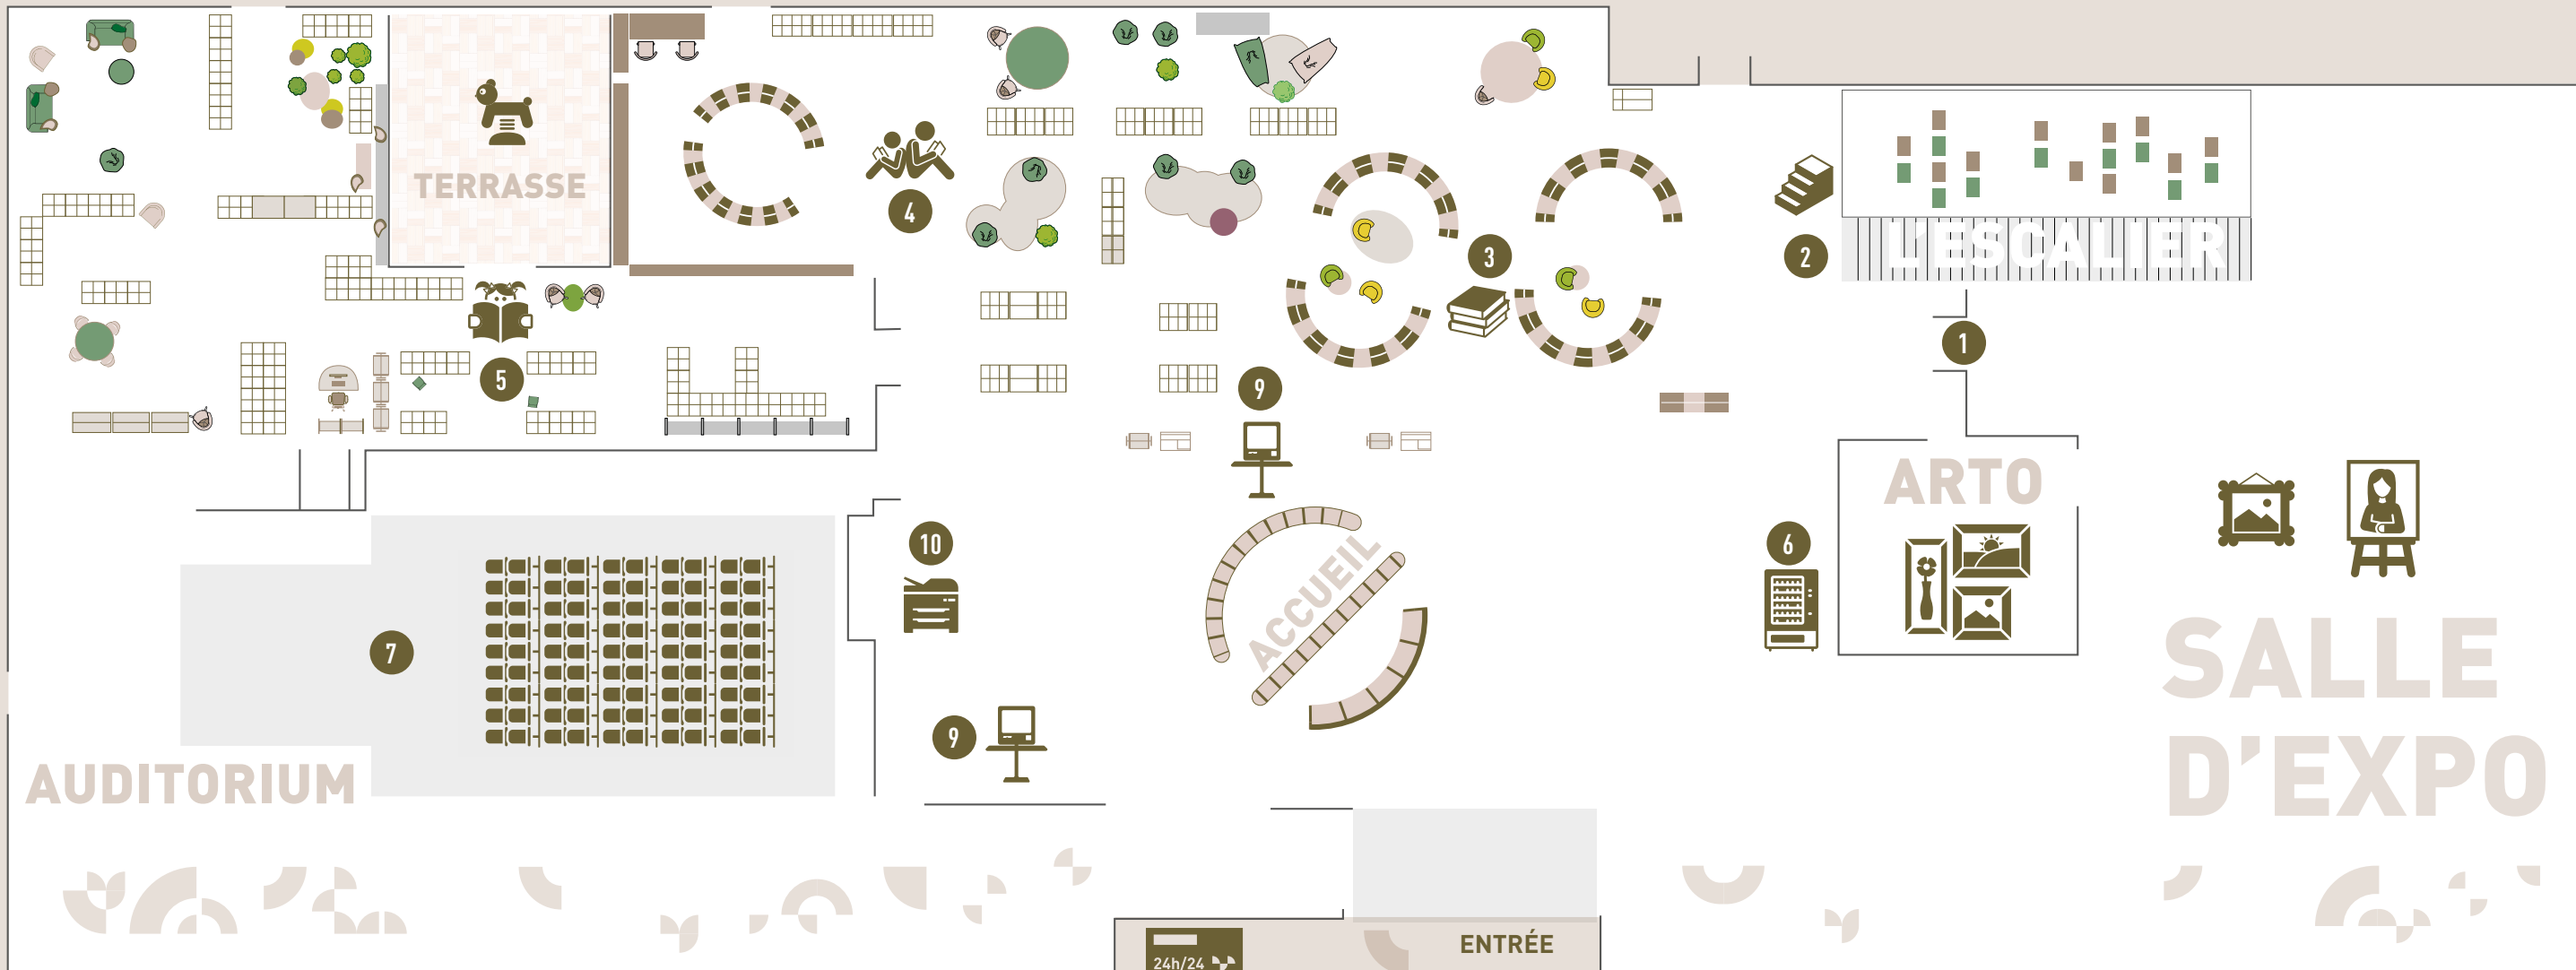 TERRASSE
4
3
2
L'ESCALIER
1
5
9
ARTO
10
6
ACCUEIL
7
9
SALLE
D'EXPO
AUDITORIUM
ENTRÉE
24h/24